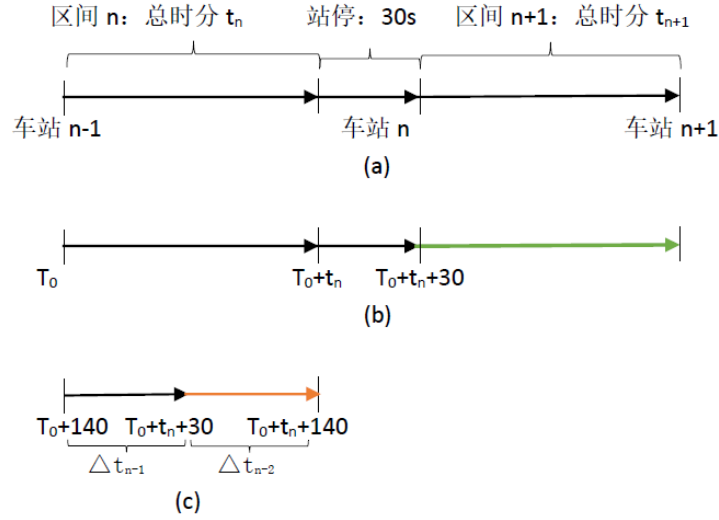 区间 n：总时分 tₙ 站停：30s 区间 n+1：总时分 tₙ₊₁
车站 n-1 车站 n 车站 n+1
(a)
T₀ T₀+tₙ T₀+tₙ+30
(b)
T₀+140 T₀+tₙ+30 T₀+tₙ+140
△tₙ₋₁ △tₙ₋₂
(c)